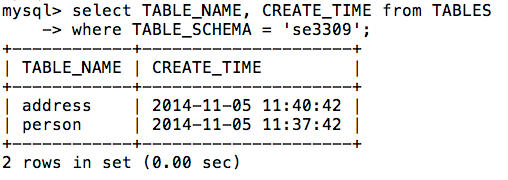 mysql> select TABLE_NAME, CREATE_TIME from TABLES
    -> where TABLE_SCHEMA = 'se3309';
+------------+---------------------+
| TABLE_NAME | CREATE_TIME         |
+------------+---------------------+
| address    | 2014-11-05 11:40:42 |
| person     | 2014-11-05 11:37:42 |
+------------+---------------------+
2 rows in set (0.00 sec)